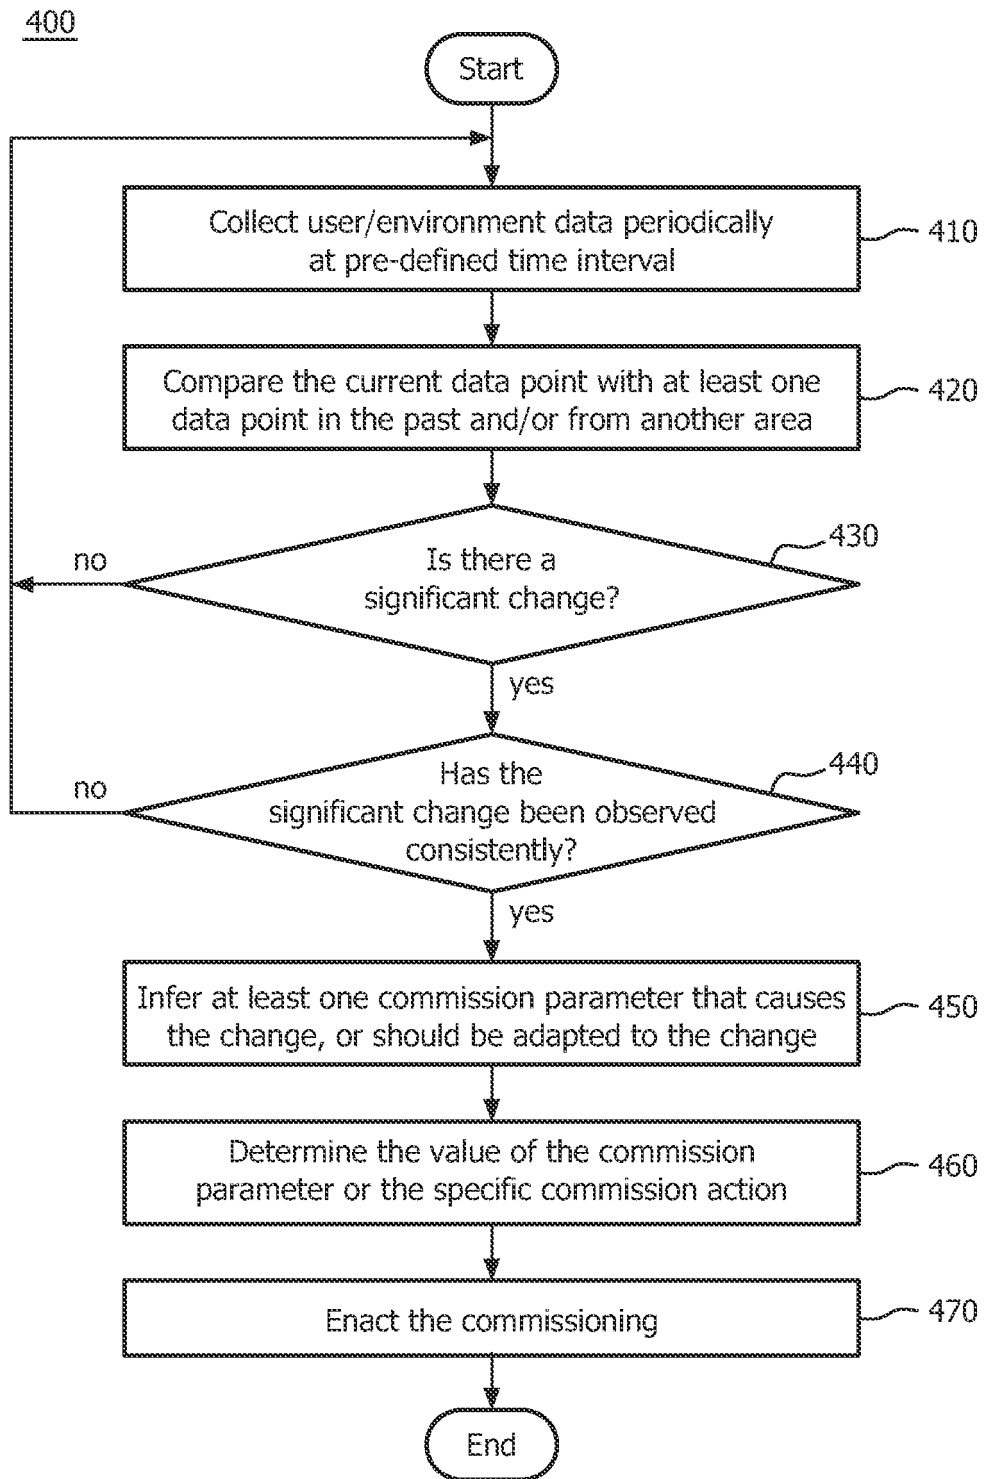 400
Start
Collect user/environment data periodically
at pre-defined time interval
410
Compare the current data point with at least one
data point in the past and/or from another area
420
Is there a
significant change?
430
no
yes
Has the
significant change been observed
consistently?
440
no
yes
Infer at least one commission parameter that causes
the change, or should be adapted to the change
450
Determine the value of the commission
parameter or the specific commission action
460
Enact the commissioning
470
End